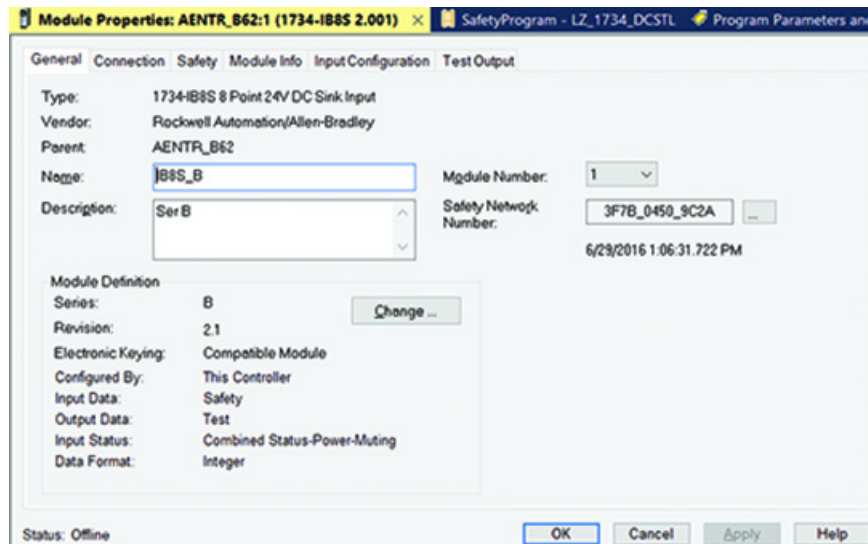 Module Properties: AENTR_B62:1 (1734-IB8S 2.001) × SafetyProgram - LZ_1734_DCSTL Program Parameters an
General Connection Safety Module Info Input Configuration Test Output
Type: 1734-IB8S 8 Point 24V DC Sink Input
Vendor: Rockwell Automation/Allen-Bradley
Parent: AENTR_B62
Name: IB8S_B Module Number: 1
Description: Ser B Safety Network Number: 3F7B_0450_9C2A ...
6/29/2016 1:06:31.722 PM
Module Definition
Series: B Change ...
Revision: 2.1
Electronic Keying: Compatible Module
Configured By: This Controller
Input Data: Safety
Output Data: Test
Input Status: Combined Status-Power-Muting
Data Format: Integer
Status: Offline OK Cancel Apply Help